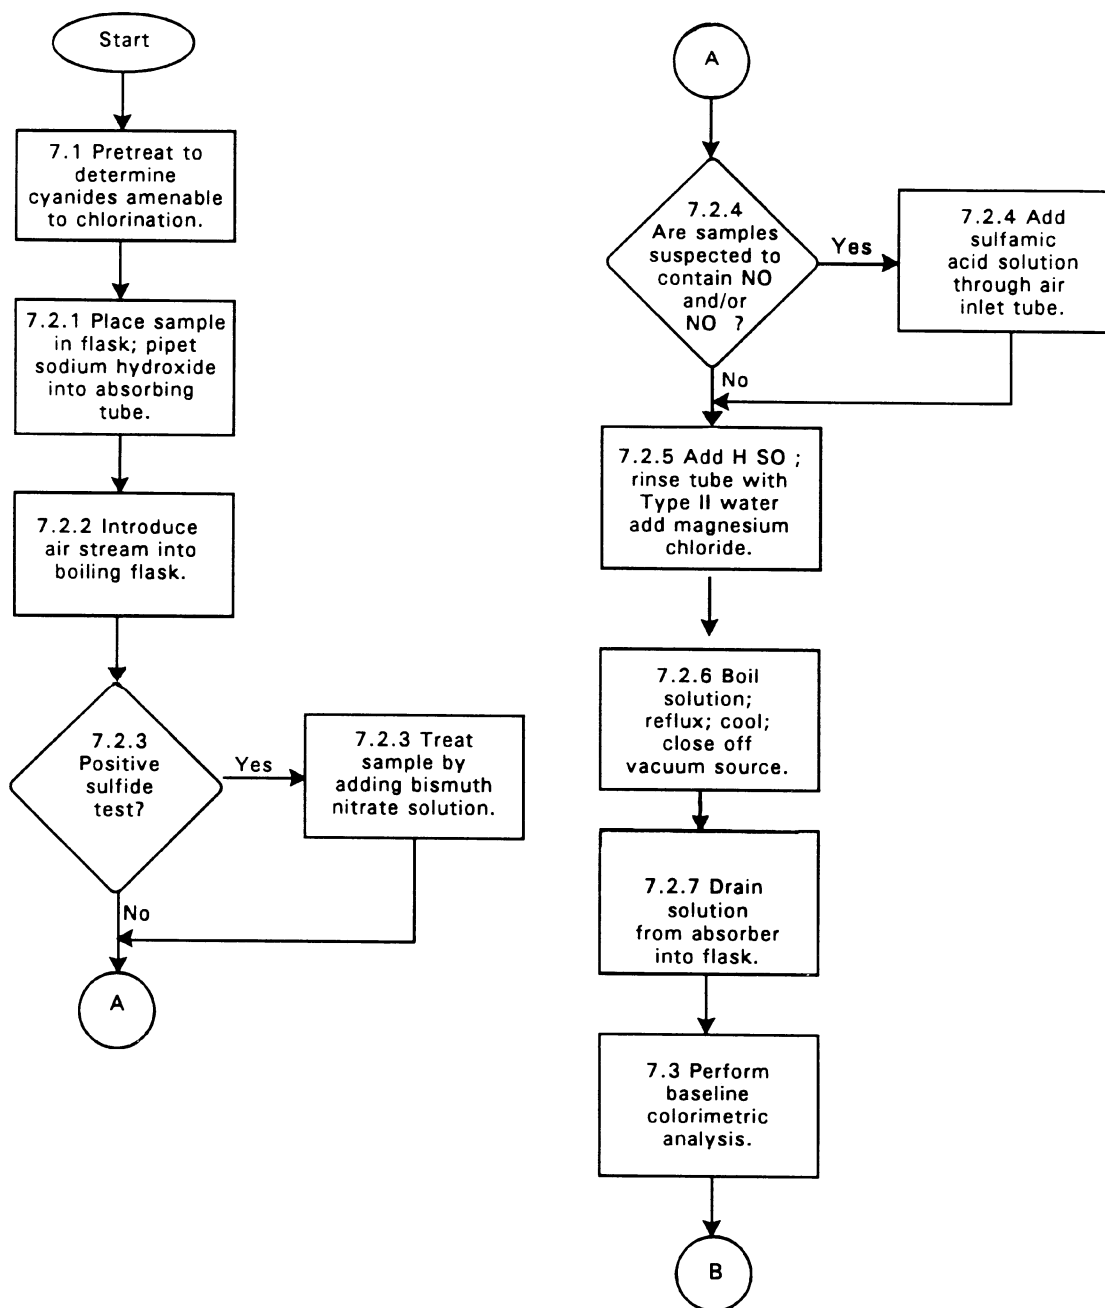 Start
7.1 Pretreat to
determine
cyanides amenable
to chlorination.
7.2.1 Place sample
in flask; pipet
sodium hydroxide
into absorbing
tube.
7.2.2 Introduce
air stream into
boiling flask.
7.2.3
Positive
sulfide
test?
Yes
7.2.3 Treat
sample by
adding bismuth
nitrate solution.
No
A
A
7.2.4
Are samples
suspected to
contain NO
and/or
NO ?
Yes
7.2.4 Add
sulfamic
acid solution
through air
inlet tube.
No
7.2.5 Add H SO ;
rinse tube with
Type II water
add magnesium
chloride.
7.2.6 Boil
solution;
reflux; cool;
close off
vacuum source.
7.2.7 Drain
solution
from absorber
into flask.
7.3 Perform
baseline
colorimetric
analysis.
B